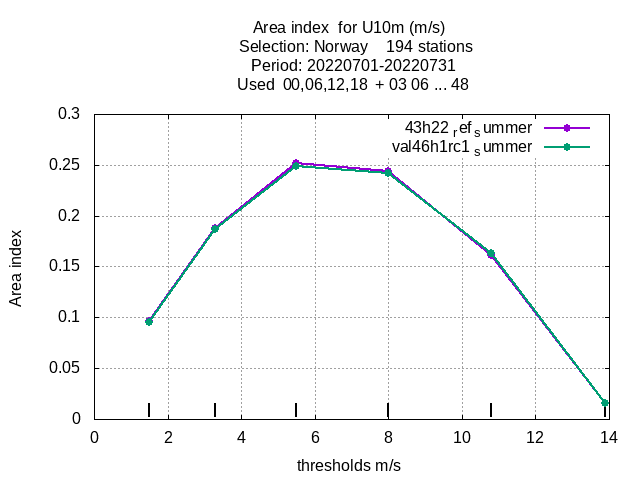 Area index  for U10m (m/s)
Selection: Norway    194 stations
Period: 20220701-20220731
Used  00,06,12,18  + 03 06 ... 48
43h22 ref summer
val46h1rc1 summer
0.3
0.25
0.2
0.15
0.1
0.05
0
Area index
0 2 4 6 8 10 12 14
thresholds m/s